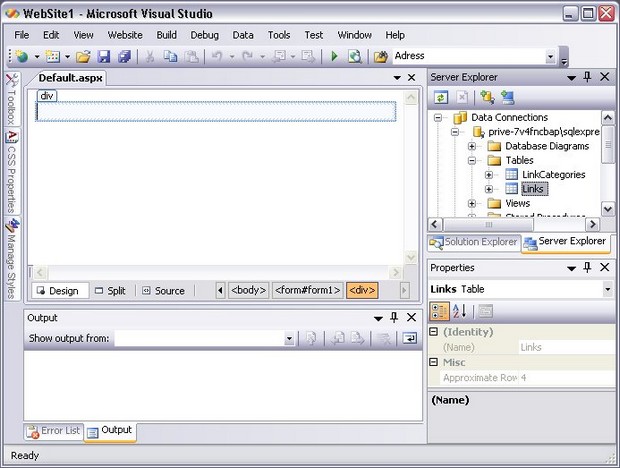 WebSite1 - Microsoft Visual Studio
File Edit View Website Build Debug Data Tools Test Window Help
Adress
Toolbox
CSS Properties
Manage Styles
Default.aspx
div
Design Split Source <body> <form#form1> <div>
Output
Show output from:
Error List Output
Server Explorer
Data Connections
prive-7v4fncbap\sqlexpre
Database Diagrams
Tables
LinkCategories
Links
Views
Stored Procedures
Solution Explorer Server Explorer
Properties
Links Table
(Identity)
(Name) Links
Misc
Approximate Row 4
(Name)
Ready